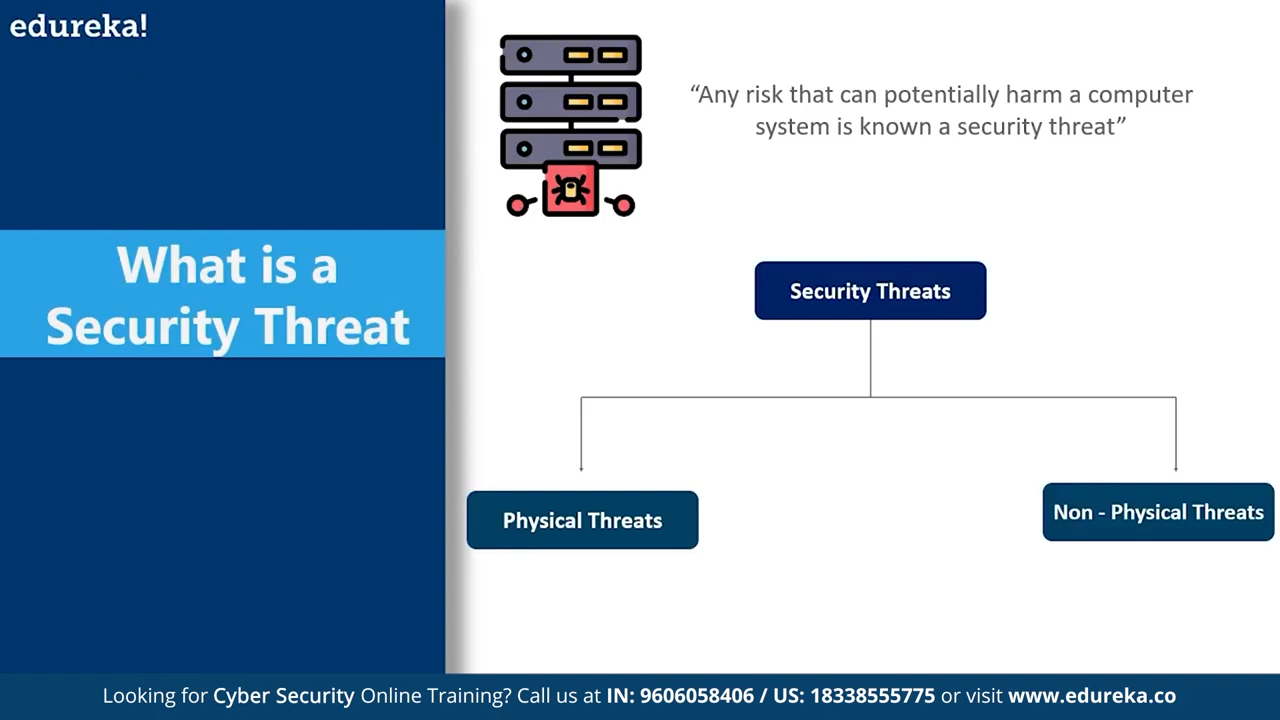 edureka!
What is a
Security Threat
“Any risk that can potentially harm a computer
system is known a security threat”
Security Threats
Physical Threats
Non - Physical Threats
Looking for Cyber Security Online Training? Call us at IN: 9606058406 / US: 18338555775 or visit www.edureka.co